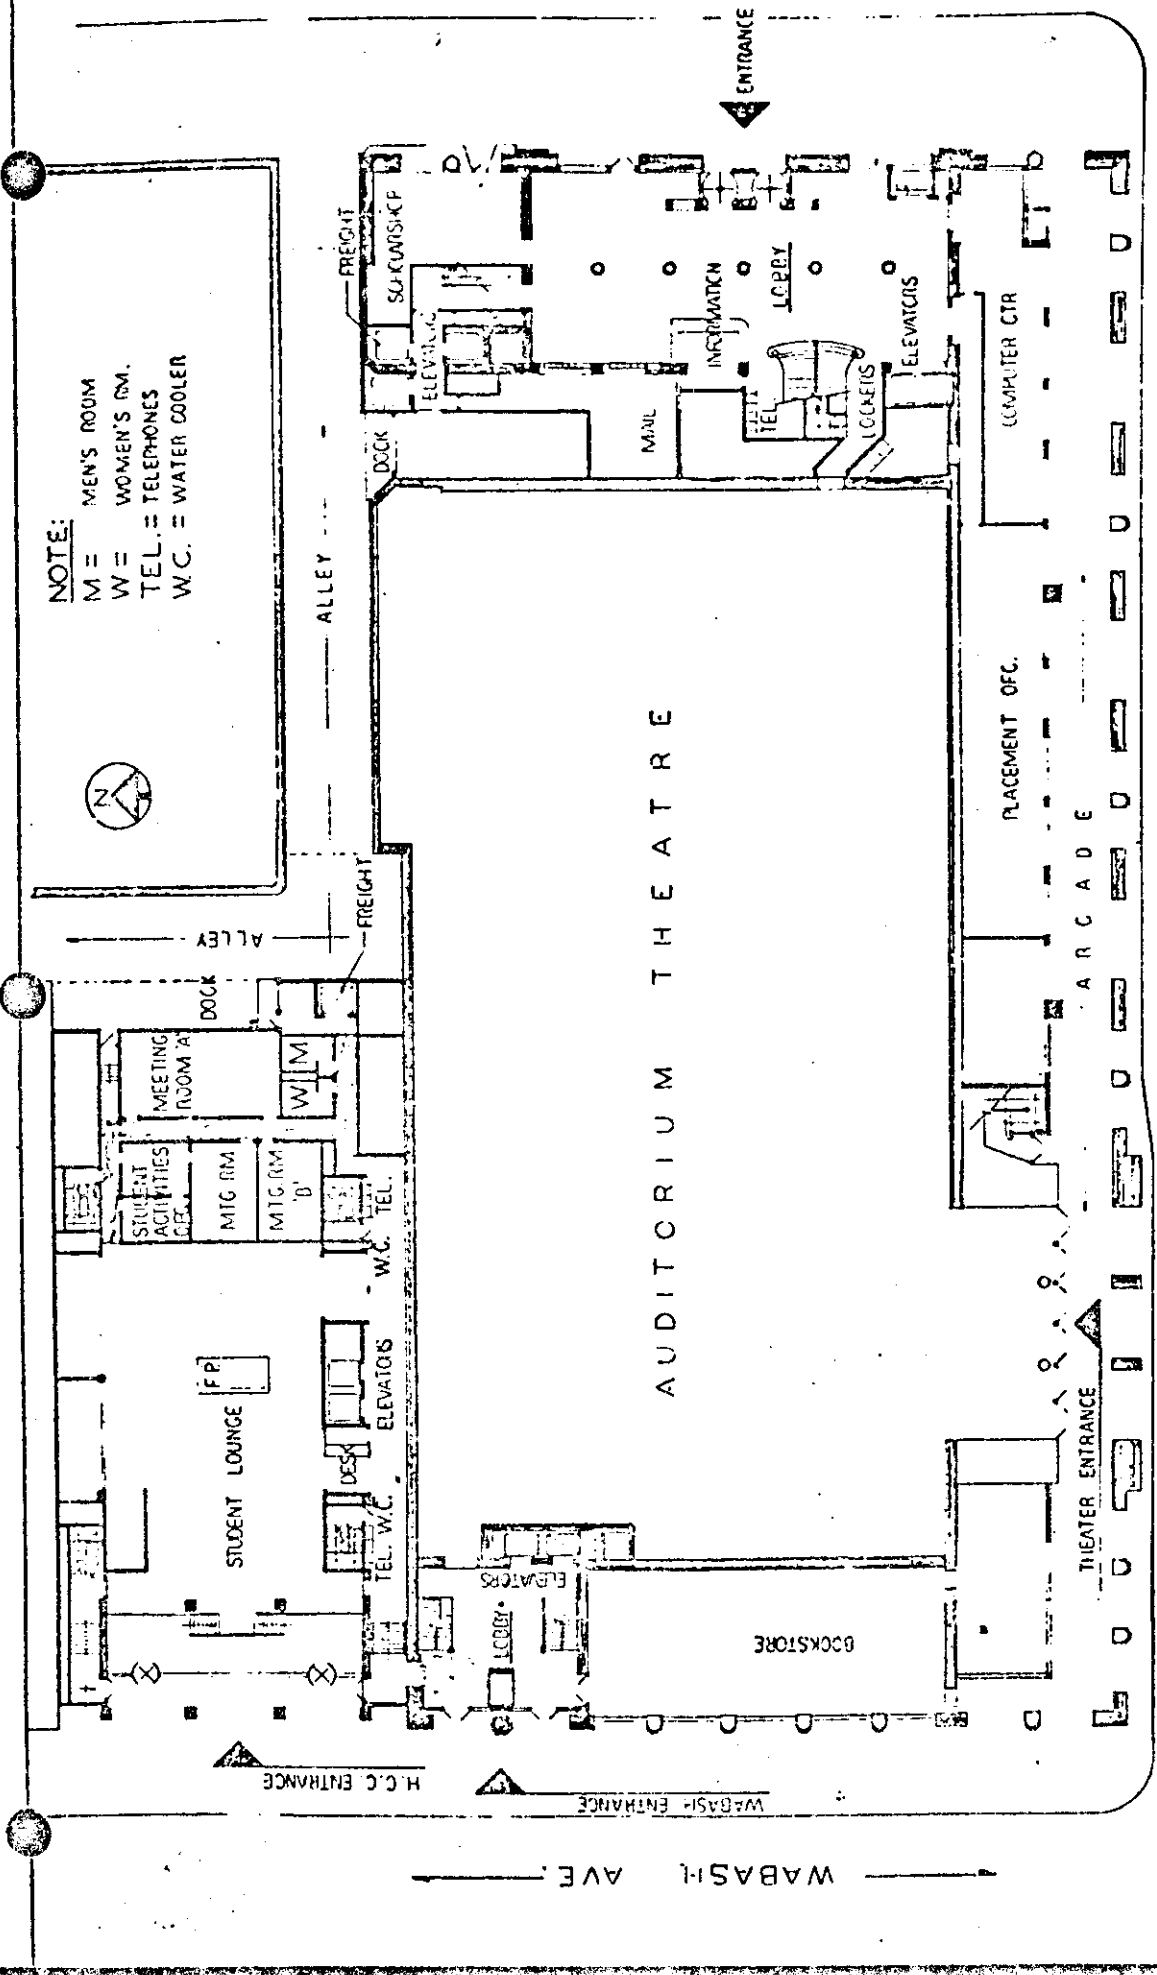 NOTE:
M = MEN'S ROOM
W = WOMEN'S RM.
TEL. = TELEPHONES
W.C. = WATER COOLER
N
ENTRANCE
FREIGHT
SCHOLARSHIP
ELEVATORS
DOCK
MAIL
INFORMATION
LOBBY
TEL
LOCKERS
ELEVATORS
COMPUTER CTR
ALLEY
ALLEY
FREIGHT
DOCK
MEETING
ROOM 'A'
W
M
STUDENT
ACTIVITIES
OFC.
MTG RM
MTG. RM
'B'
W.C.
TEL.
F.P.
STUDENT LOUNGE
ELEVATORS
DESK
TEL.
W.C.
AUDITORIUM THEATRE
PLACEMENT OFC.
ARCADE
THEATER ENTRANCE
ELEVATORS
LOBBY
BOOKSTORE
H.C.C. ENTRANCE
WABASH ENTRANCE
WABASH AVE.